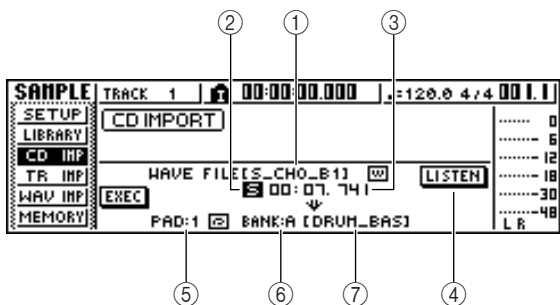 ② ① ③
SAMPLE TRACK 1 00:00:00.000 ♩=120.0 4/4 001.1
SETUP
LIBRARY
CD IMP
TR IMP
WAV IMP
MEMORY
CD IMPORT
WAVE FILE[S_CHO_B1] W
S 00:07.741
LISTEN
EXEC
PAD:1 BANK:A [DRUM_BAS]
0
6
12
18
30
48
L R
⑤ ⑥ ⑦ ④